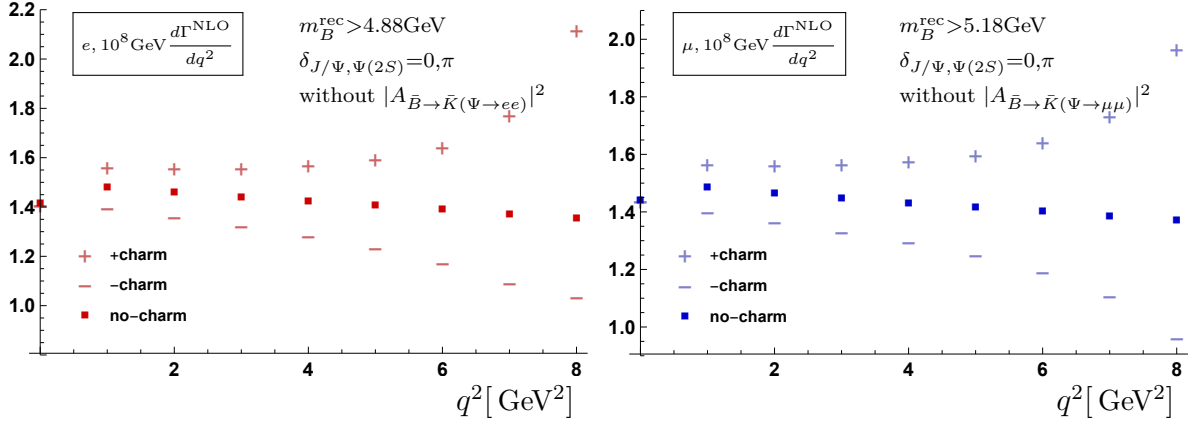 2.2
2.0
1.8
1.6
1.4
1.2
1.0
e, 10^8 GeV dΓ^NLO/dq^2
m_B^rec>4.88GeV
δ_{J/Ψ,Ψ(2S)}=0,π
without |A_{B̄→K̄(Ψ→ee)}|^2
+charm
−charm
no−charm
2 4 6 8
q^2[GeV^2]
2.0
1.8
1.6
1.4
1.2
1.0
μ, 10^8 GeV dΓ^NLO/dq^2
m_B^rec>5.18GeV
δ_{J/Ψ,Ψ(2S)}=0,π
without |A_{B̄→K̄(Ψ→μμ)}|^2
+charm
−charm
no−charm
2 4 6 8
q^2[GeV^2]